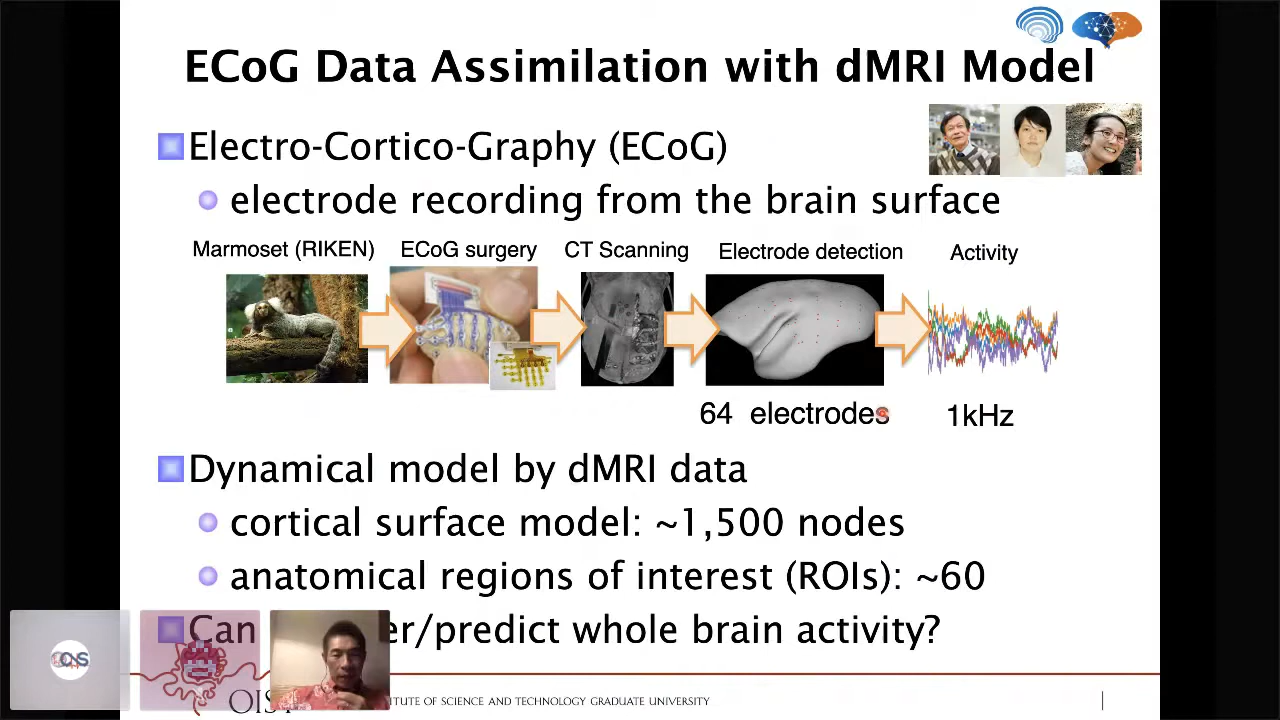 ECoG Data Assimilation with dMRI Model
Electro-Cortico-Graphy (ECoG)
electrode recording from the brain surface
Marmoset (RIKEN) ECoG surgery CT Scanning Electrode detection Activity
64 electrodes 1kHz
Dynamical model by dMRI data
cortical surface model: ~1,500 nodes
anatomical regions of interest (ROIs): ~60
Can er/predict whole brain activity?
OIS ITUTE OF SCIENCE AND TECHNOLOGY GRADUATE UNIVERSITY